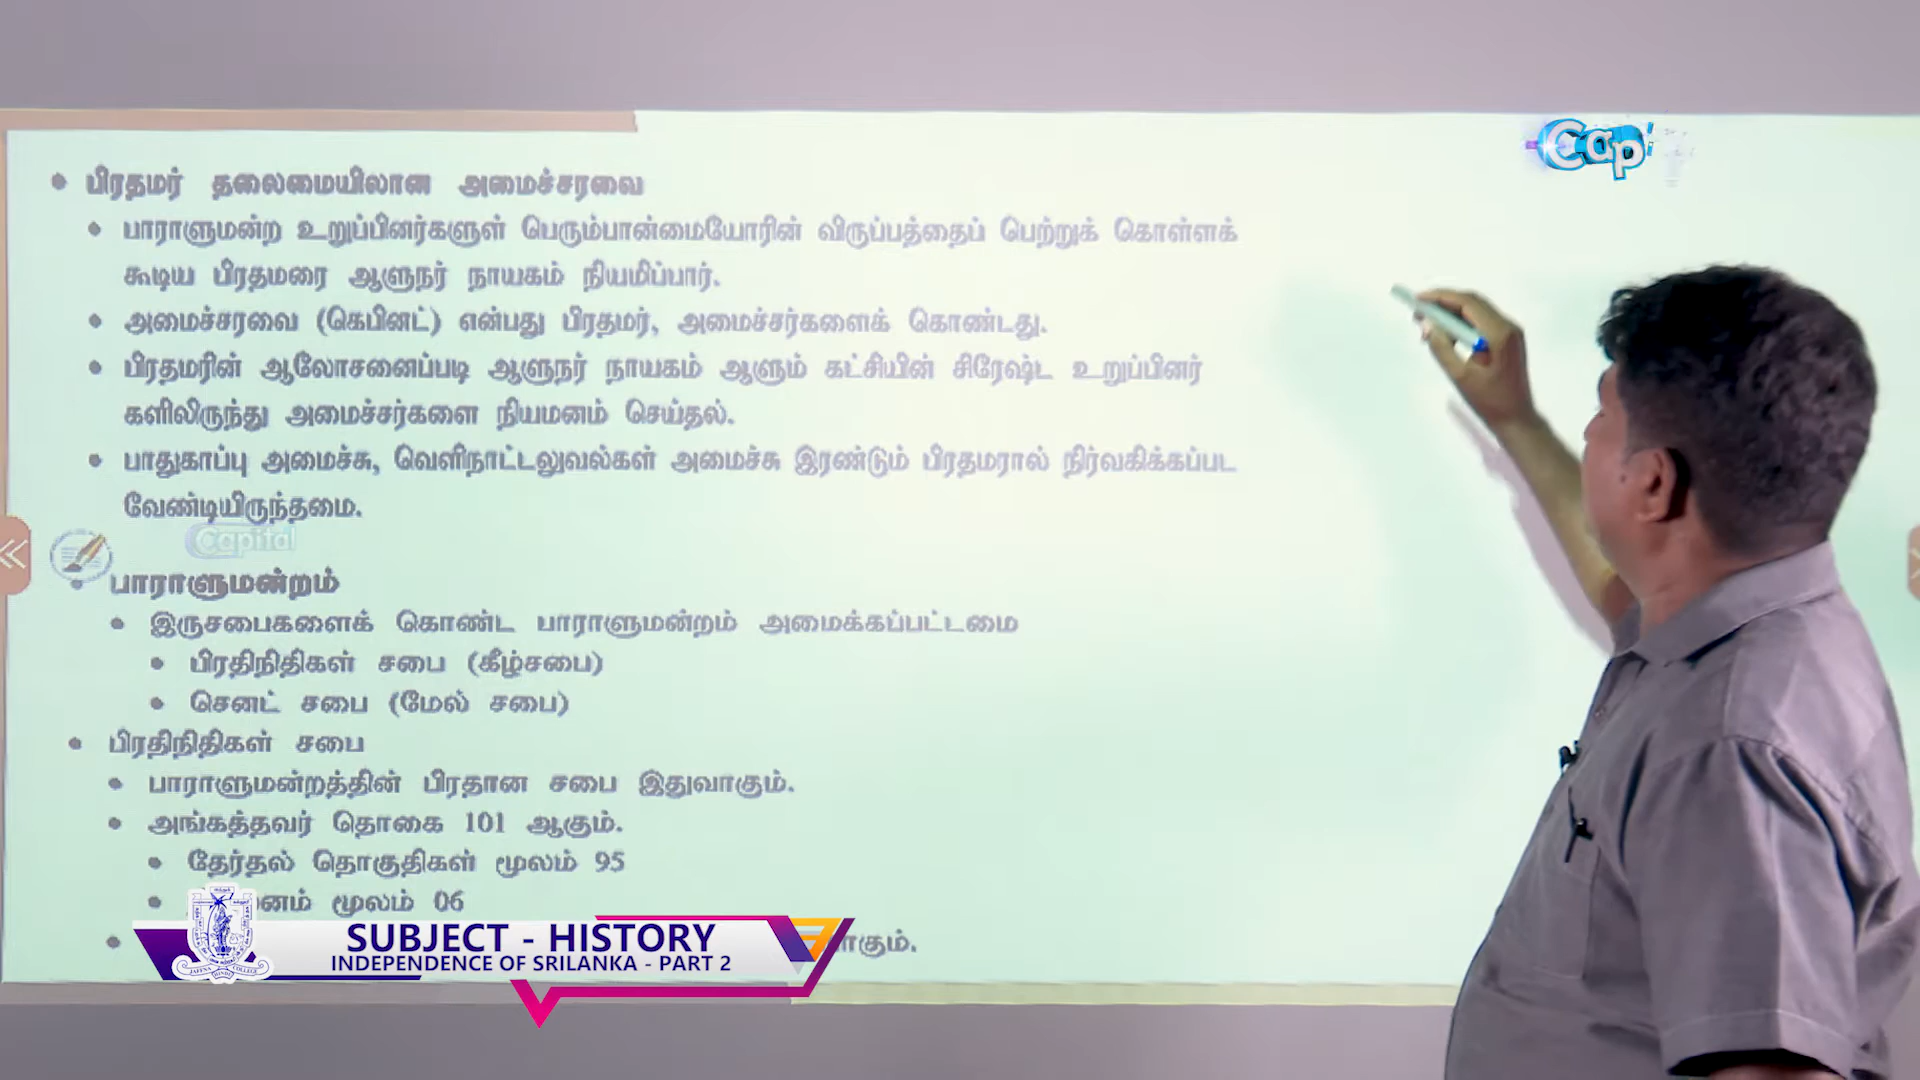 Cap
• பிரதமர் தலைமையிலான அமைச்சரவை
• பாராளுமன்ற உறுப்பினர்களுள் பெரும்பான்மையோரின் விருப்பத்தைப் பெற்றுக் கொள்ளக்
கூடிய பிரதமரை ஆளுநர் நாயகம் நியமிப்பார்.
• அமைச்சரவை (கெபினட்) என்பது பிரதமர், அமைச்சர்களைக் கொண்டது.
• பிரதமரின் ஆலோசனைப்படி ஆளுநர் நாயகம் ஆளும் கட்சியின் சிரேஷ்ட உறுப்பினர்
களிலிருந்து அமைச்சர்களை நியமனம் செய்தல்.
• பாதுகாப்பு அமைச்சு, வெளிநாட்டலுவல்கள் அமைச்சு இரண்டும் பிரதமரால் நிர்வகிக்கப்பட
வேண்டியிருந்தமை.
Capital
• பாராளுமன்றம்
• இருசபைகளைக் கொண்ட பாராளுமன்றம் அமைக்கப்பட்டமை
• பிரதிநிதிகள் சபை (கீழ்சபை)
• செனட் சபை (மேல் சபை)
• பிரதிநிதிகள் சபை
• பாராளுமன்றத்தின் பிரதான சபை இதுவாகும்.
• அங்கத்தவர் தொகை 101 ஆகும்.
• தேர்தல் தொகுதிகள் மூலம் 95
• னம் மூலம் 06
• ாகும்.
SUBJECT - HISTORY
INDEPENDENCE OF SRILANKA - PART 2
JAFFNA HINDU COLLEGE